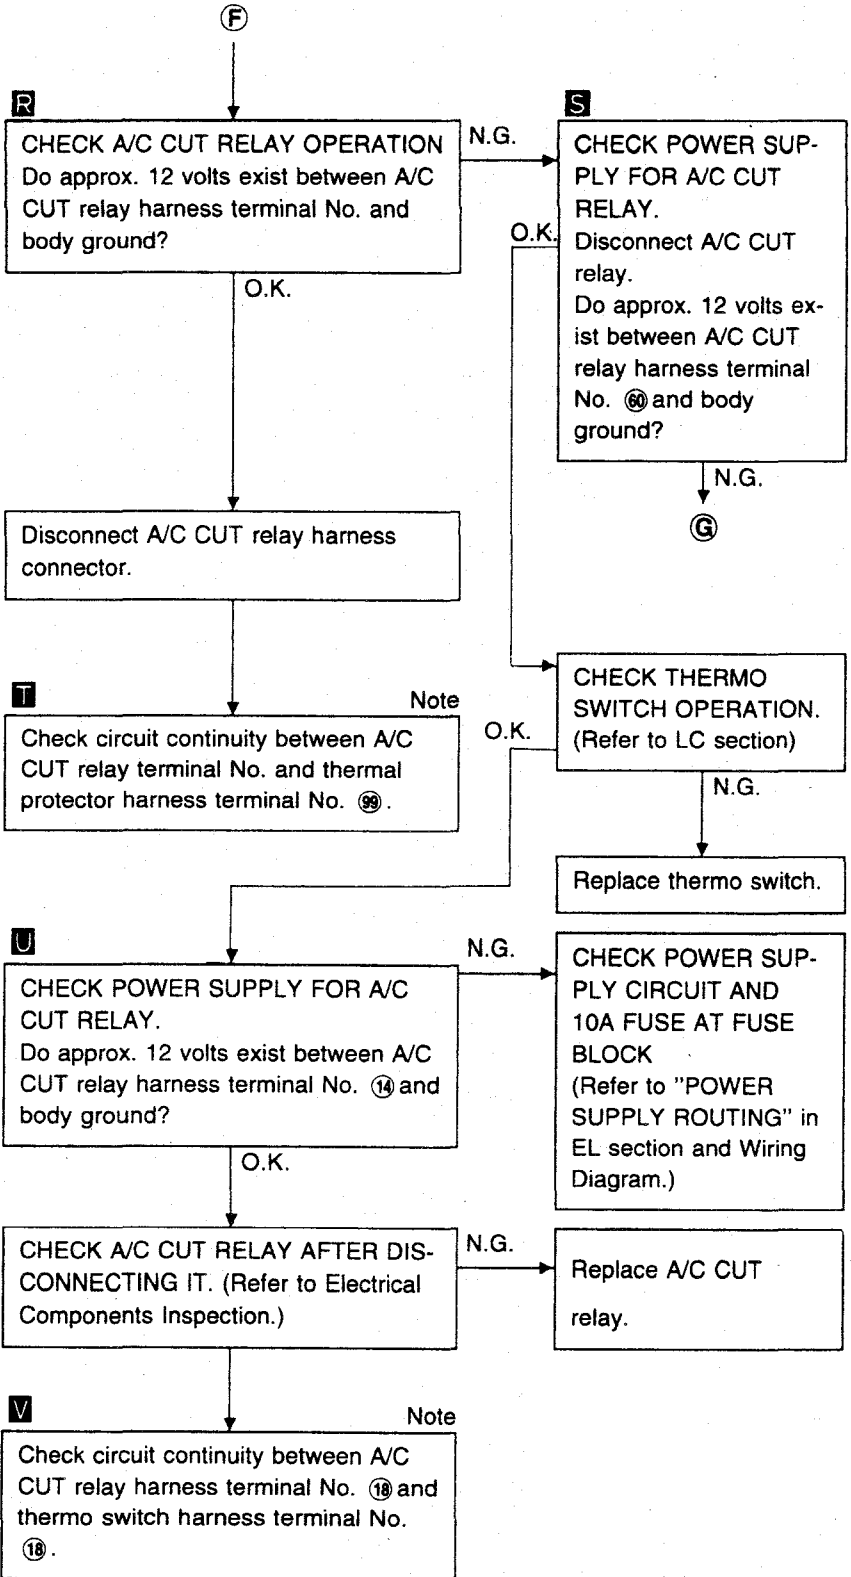 F
R
CHECK A/C CUT RELAY OPERATION
Do approx. 12 volts exist between A/C
CUT relay harness terminal No. and
body ground?
N.G.
O.K.
S
CHECK POWER SUP-
PLY FOR A/C CUT
RELAY.
Disconnect A/C CUT
relay.
Do approx. 12 volts ex-
ist between A/C CUT
relay harness terminal
No. 60 and body
ground?
O.K.
N.G.
G
Disconnect A/C CUT relay harness
connector.
T
Note
Check circuit continuity between A/C
CUT relay terminal No. and thermal
protector harness terminal No. 99.
CHECK THERMO
SWITCH OPERATION.
(Refer to LC section)
O.K.
N.G.
Replace thermo switch.
U
CHECK POWER SUPPLY FOR A/C
CUT RELAY.
Do approx. 12 volts exist between A/C
CUT relay harness terminal No. 14 and
body ground?
N.G.
O.K.
CHECK POWER SUP-
PLY CIRCUIT AND
10A FUSE AT FUSE
BLOCK
(Refer to "POWER
SUPPLY ROUTING" in
EL section and Wiring
Diagram.)
CHECK A/C CUT RELAY AFTER DIS-
CONNECTING IT. (Refer to Electrical
Components Inspection.)
N.G.
Replace A/C CUT
relay.
V
Note
Check circuit continuity between A/C
CUT relay harness terminal No. 18 and
thermo switch harness terminal No.
18.